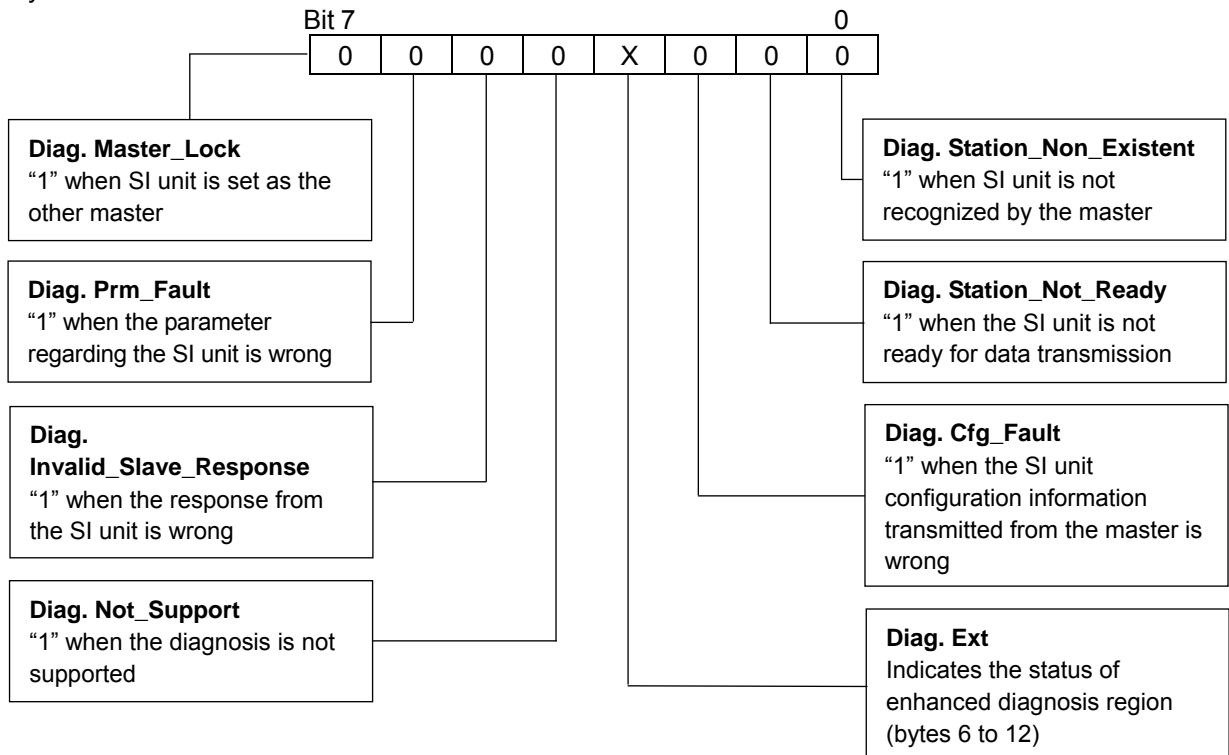 Bit 7 0
0 0 0 0 X 0 0 0
Diag. Master_Lock
“1” when SI unit is set as the
other master
Diag. Prm_Fault
“1” when the parameter
regarding the SI unit is wrong
Diag.
Invalid_Slave_Response
“1” when the response from
the SI unit is wrong
Diag. Not_Support
“1” when the diagnosis is not
supported
Diag. Station_Non_Existent
“1” when SI unit is not
recognized by the master
Diag. Station_Not_Ready
“1” when the SI unit is not
ready for data transmission
Diag. Cfg_Fault
“1” when the SI unit
configuration information
transmitted from the master is
wrong
Diag. Ext
Indicates the status of
enhanced diagnosis region
(bytes 6 to 12)